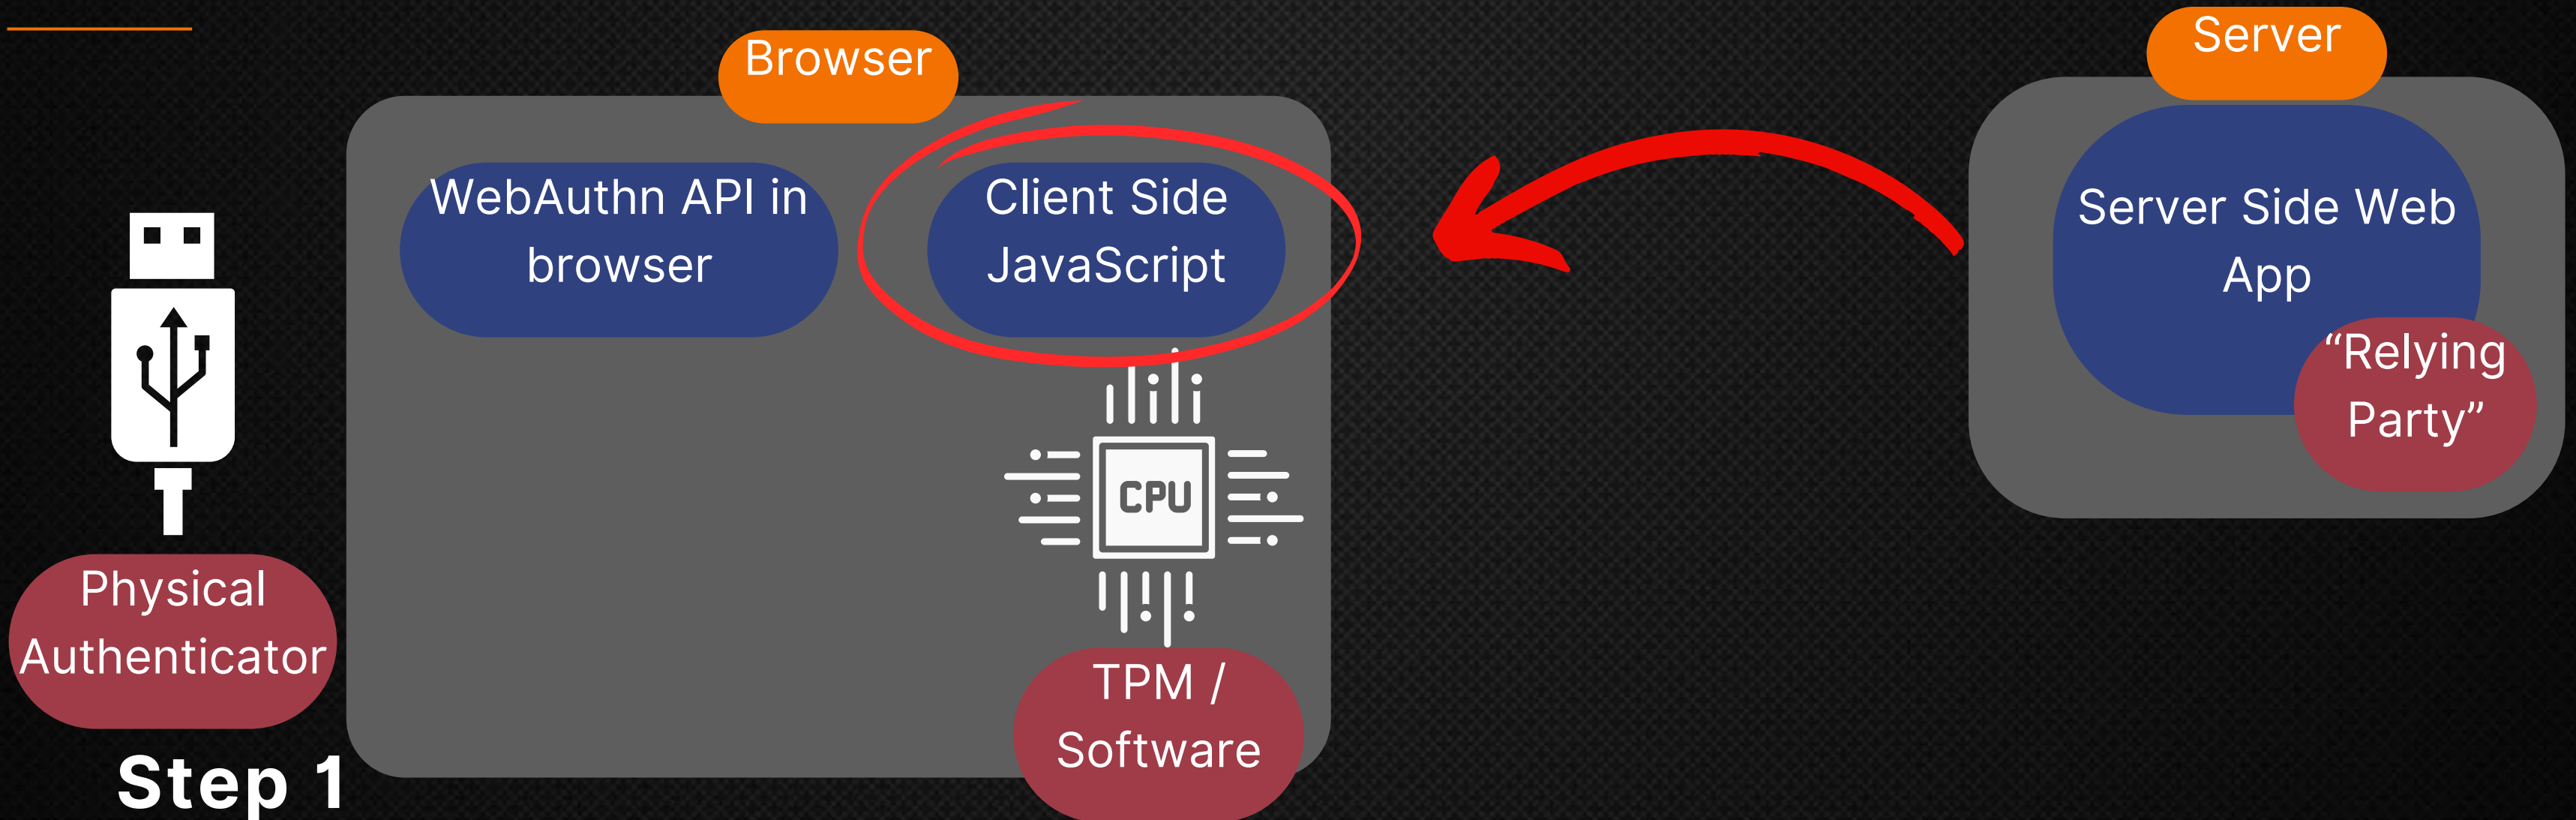 Browser
Server
WebAuthn API in
browser
Client Side
JavaScript
Server Side Web
App
“Relying
Party”
CPU
Physical
Authenticator
TPM /
Software
Step 1